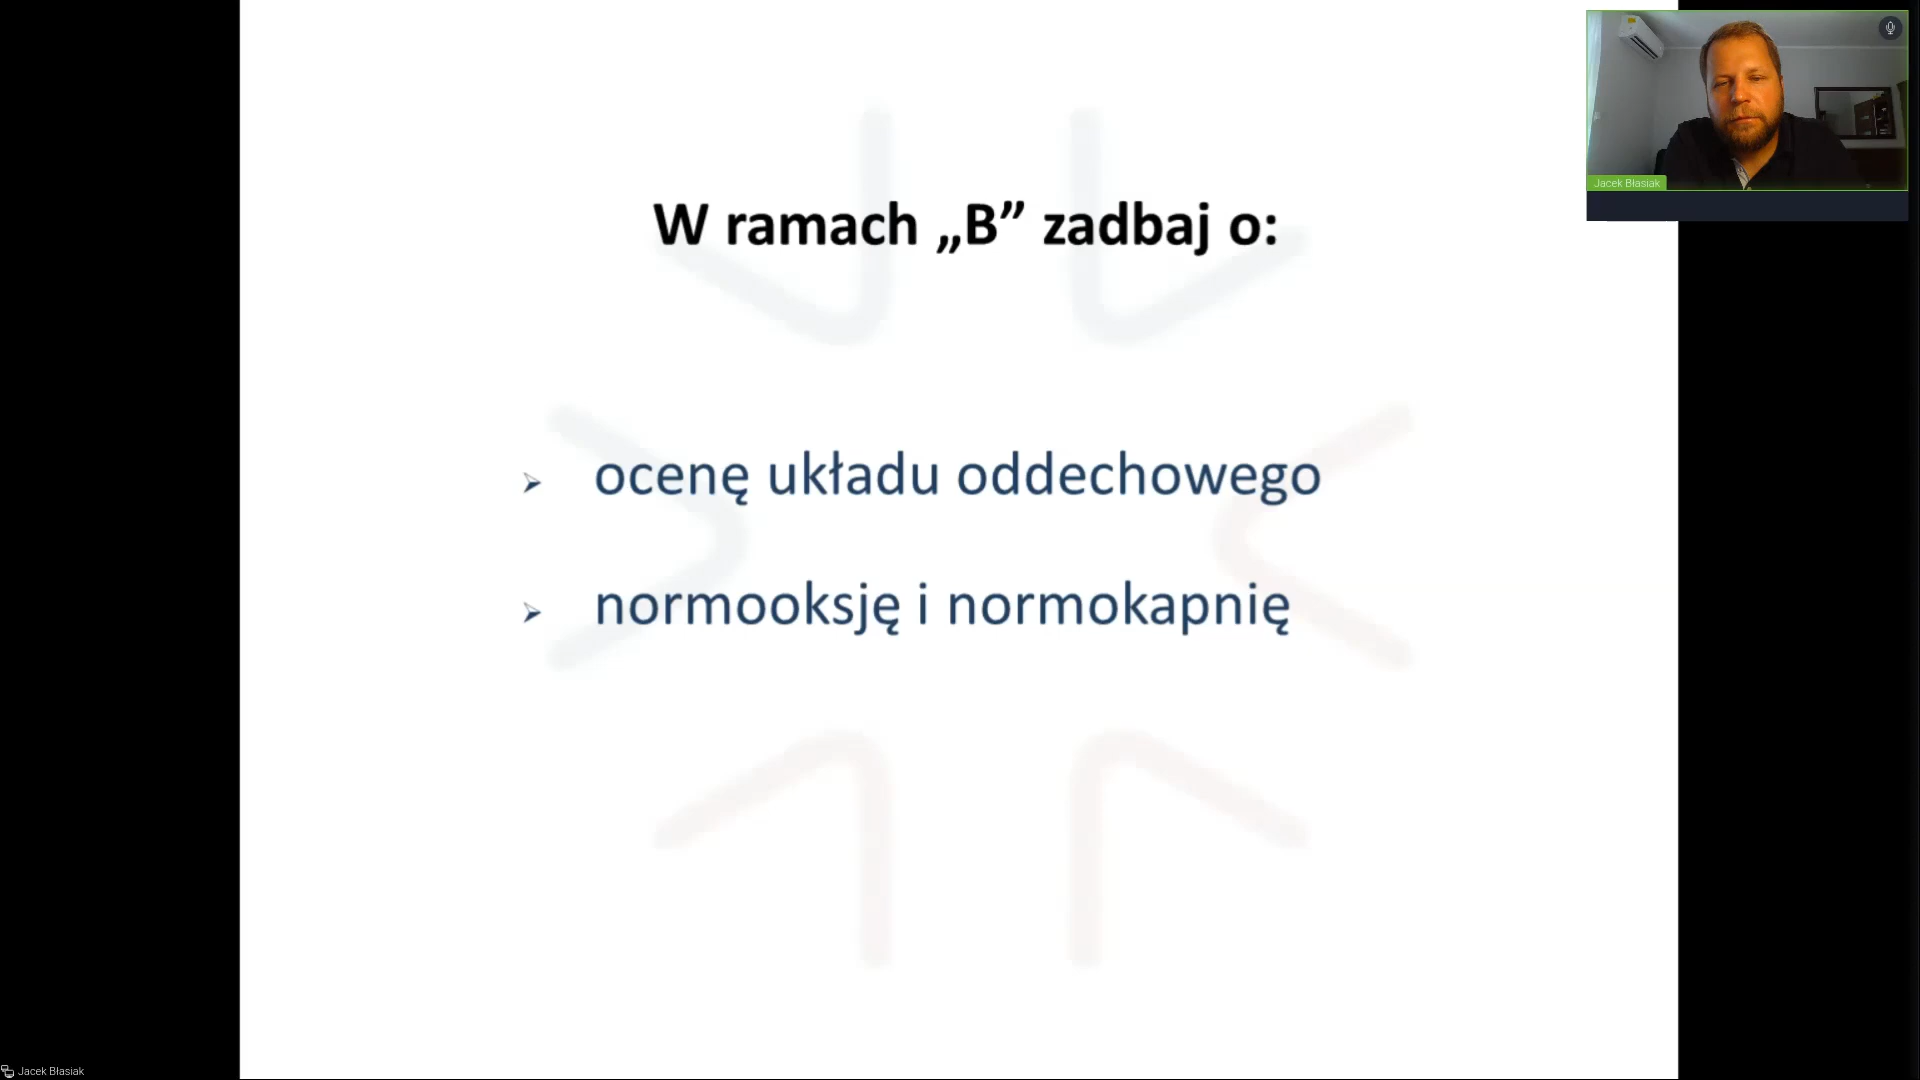 W ramach „B” zadbaj o:
ocenę układu oddechowego
normooksję i normokapnię
Jacek Błasiak
Jacek Błasiak